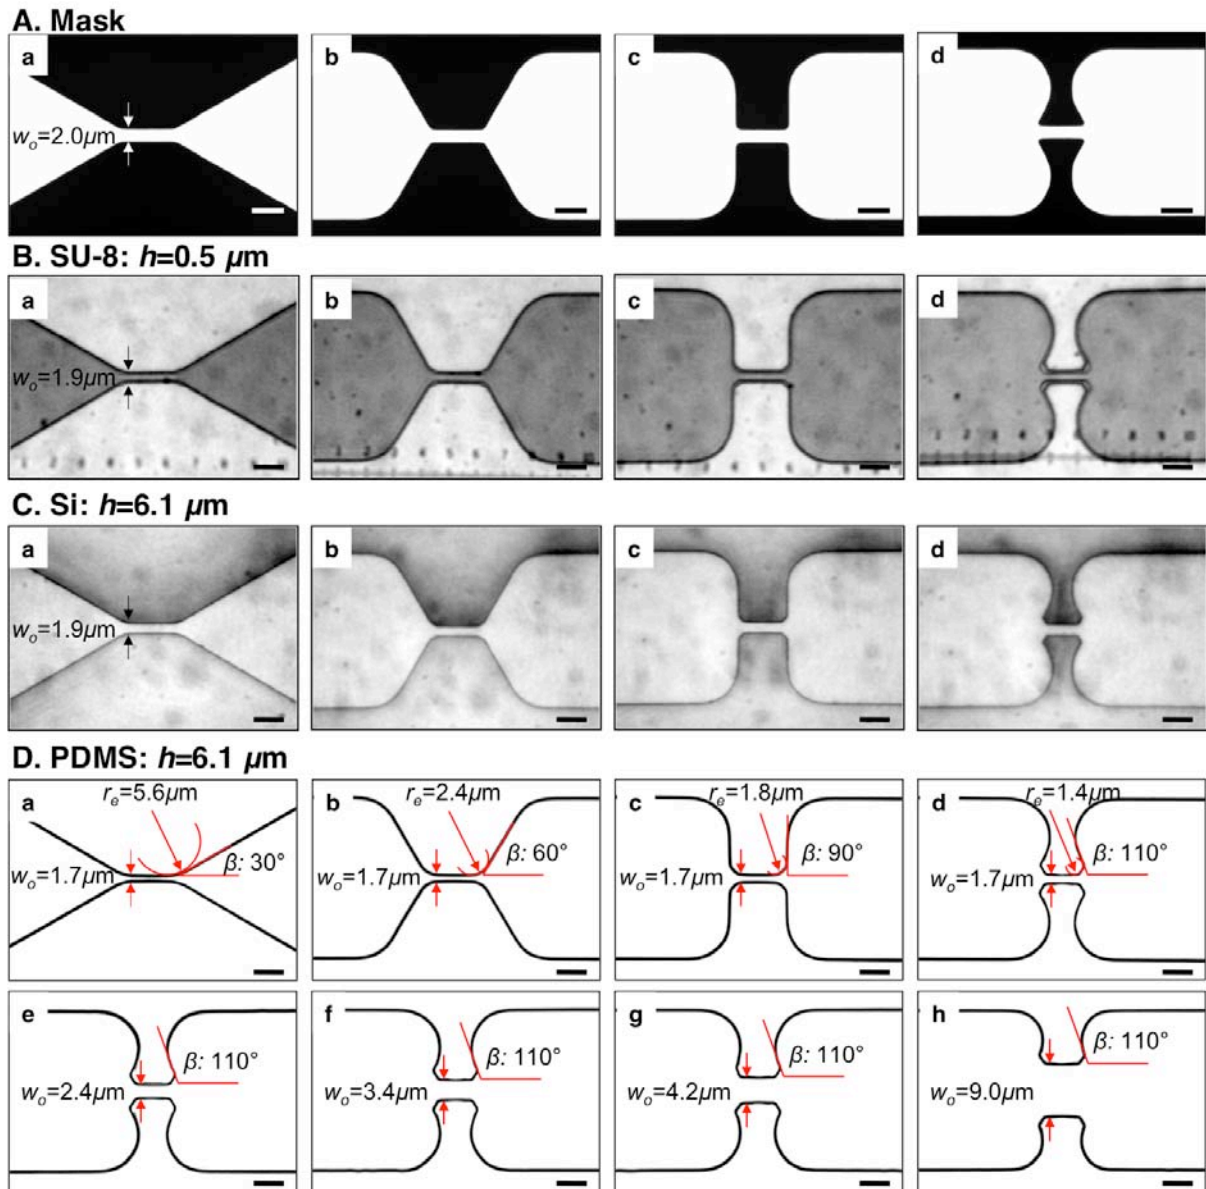 A. Mask
a
b
c
d
wo=2.0µm
B. SU-8: h=0.5 µm
a
b
c
d
wo=1.9µm
C. Si: h=6.1 µm
a
b
c
d
wo=1.9µm
D. PDMS: h=6.1 µm
a
re=5.6µm
β: 30°
wo=1.7µm
b
re=2.4µm
β: 60°
wo=1.7µm
c
re=1.8µm
β: 90°
wo=1.7µm
d
re=1.4µm
β: 110°
wo=1.7µm
e
β: 110°
wo=2.4µm
f
β: 110°
wo=3.4µm
g
β: 110°
wo=4.2µm
h
β: 110°
wo=9.0µm